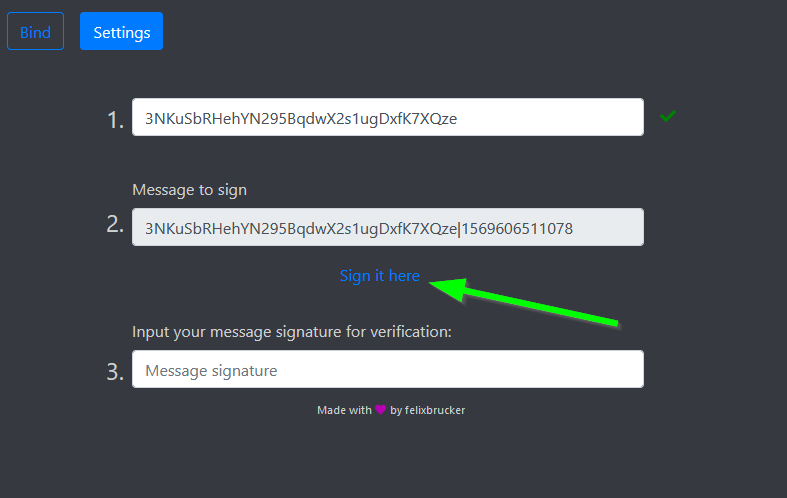 Bind Settings
1. 3NKuSbRHehYN295BqdwX2s1ugDxfK7XQze
Message to sign
2. 3NKuSbRHehYN295BqdwX2s1ugDxfK7XQze|1569606511078
Sign it here
Input your message signature for verification:
3. Message signature
Made with by felixbrucker